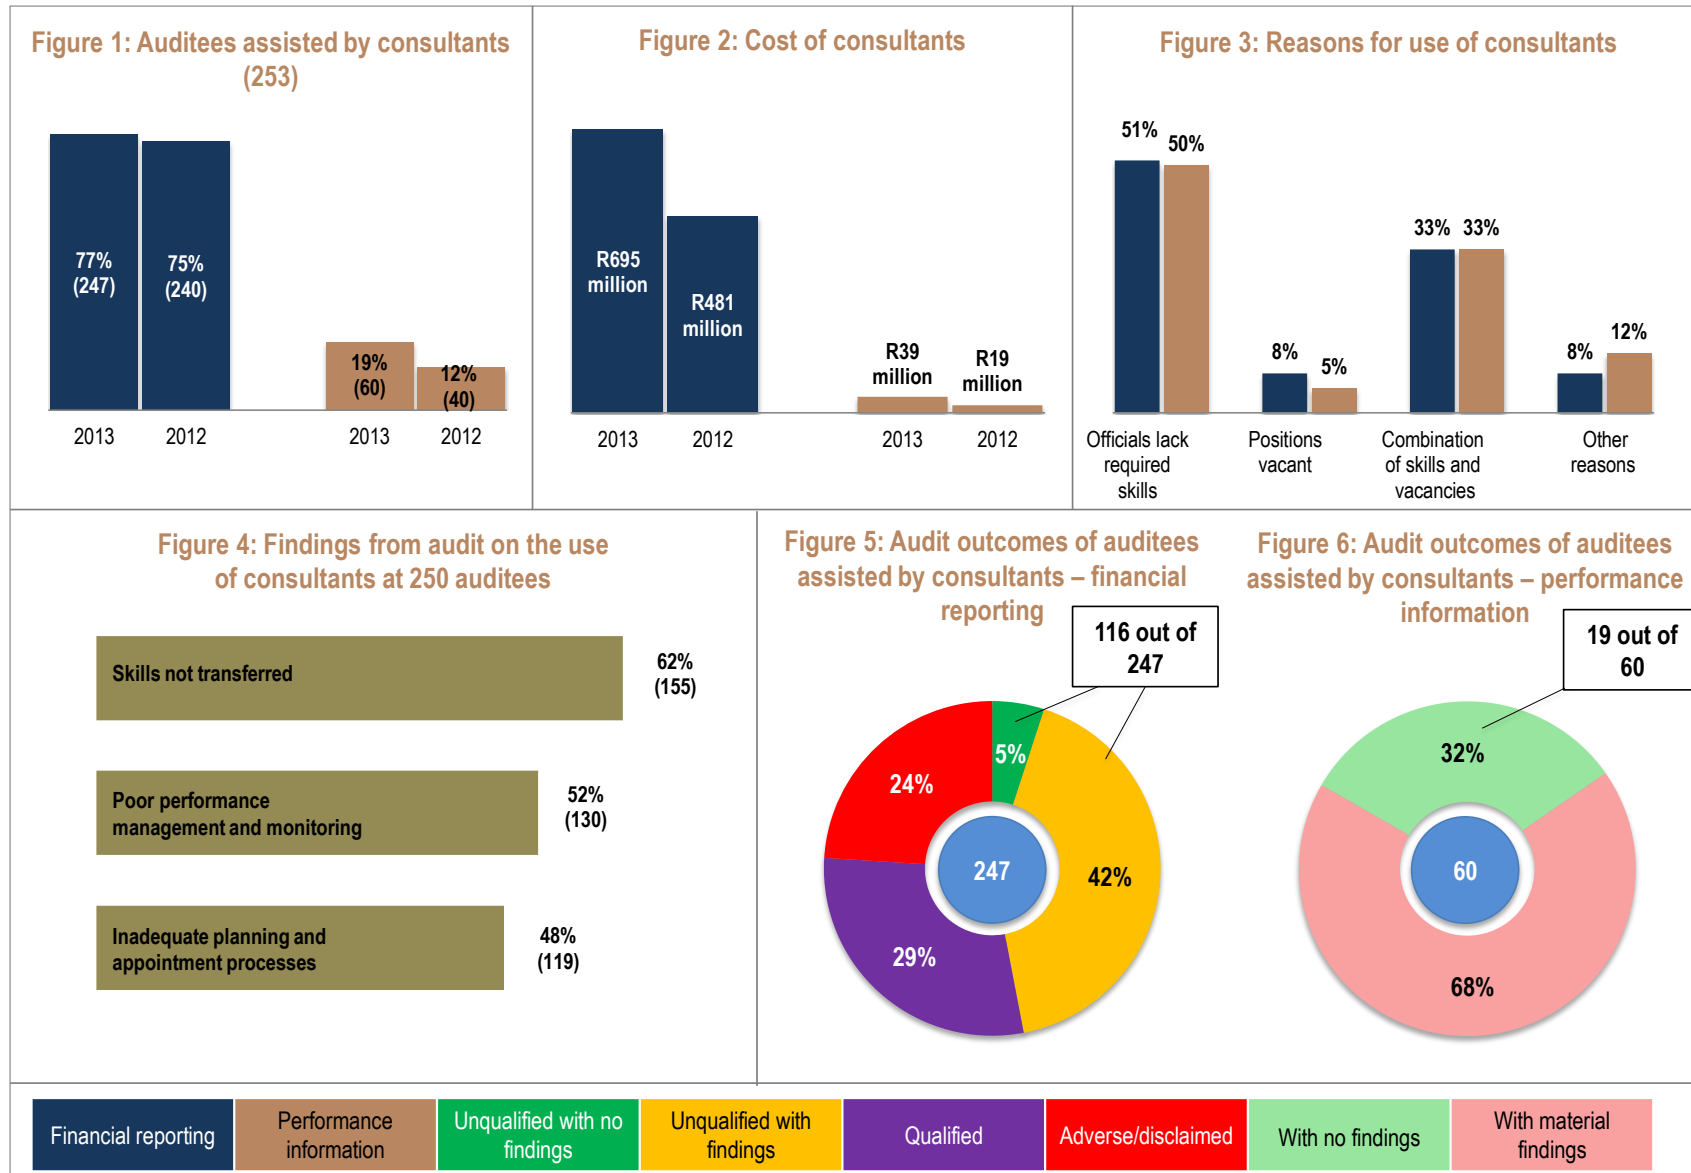 Figure 1: Auditees assisted by consultants
(253)
77%
(247)
75%
(240)
19%
(60)
12%
(40)
2013
2012
2013
2012
Figure 2: Cost of consultants
R695
million
R481
million
R39
million
R19
million
2013
2012
2013
2012
Figure 3: Reasons for use of consultants
51%
50%
8%
5%
33%
33%
8%
12%
Officials lack
required
skills
Positions
vacant
Combination
of skills and
vacancies
Other
reasons
Figure 4: Findings from audit on the use
of consultants at 250 auditees
Skills not transferred
62%
(155)
Poor performance
management and monitoring
52%
(130)
Inadequate planning and
appointment processes
48%
(119)
Figure 5: Audit outcomes of auditees
assisted by consultants – financial
reporting
116 out of
247
5%
24%
42%
29%
247
Figure 6: Audit outcomes of auditees
assisted by consultants – performance
information
19 out of
60
32%
60
68%
Financial reporting
Performance
information
Unqualified with no
findings
Unqualified with
findings
Qualified
Adverse/disclaimed
With no findings
With material
findings